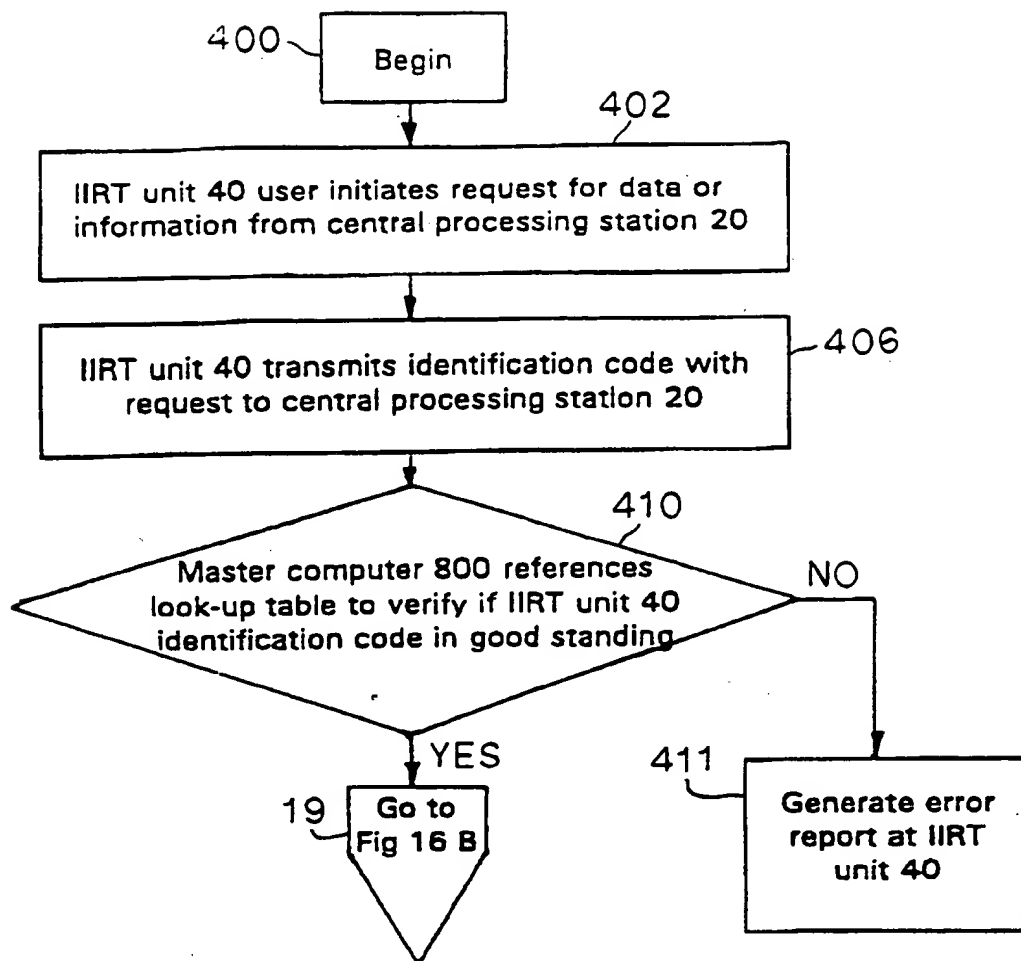 400
Begin
402
IIRT unit 40 user initiates request for data or
information from central processing station 20
406
IIRT unit 40 transmits identification code with
request to central processing station 20
410
Master computer 800 references
look-up table to verify if IIRT unit 40
identification code in good standing
NO
YES
19
Go to
Fig 16 B
411
Generate error
report at IIRT
unit 40